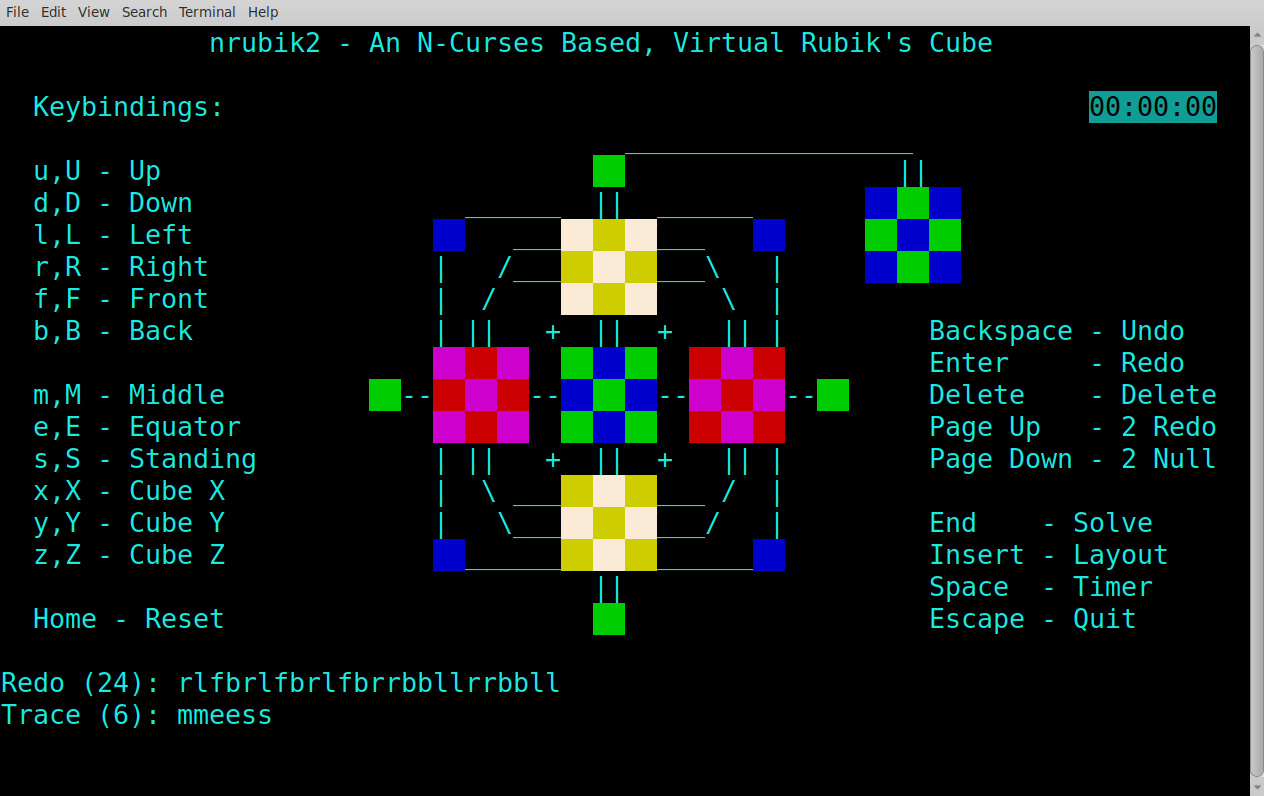 File Edit View Search Terminal Help
nrubik2 - An N-Curses Based, Virtual Rubik's Cube
Keybindings:
00:00:00
u,U - Up
d,D - Down
l,L - Left
r,R - Right
f,F - Front
b,B - Back
m,M - Middle
e,E - Equator
s,S - Standing
x,X - Cube X
y,Y - Cube Y
z,Z - Cube Z
Home - Reset
Backspace - Undo
Enter - Redo
Delete - Delete
Page Up - 2 Redo
Page Down - 2 Null
End - Solve
Insert - Layout
Space - Timer
Escape - Quit
Redo (24): rlfbrlfbrlfbrrbbllrrbbll
Trace (6): mmeess